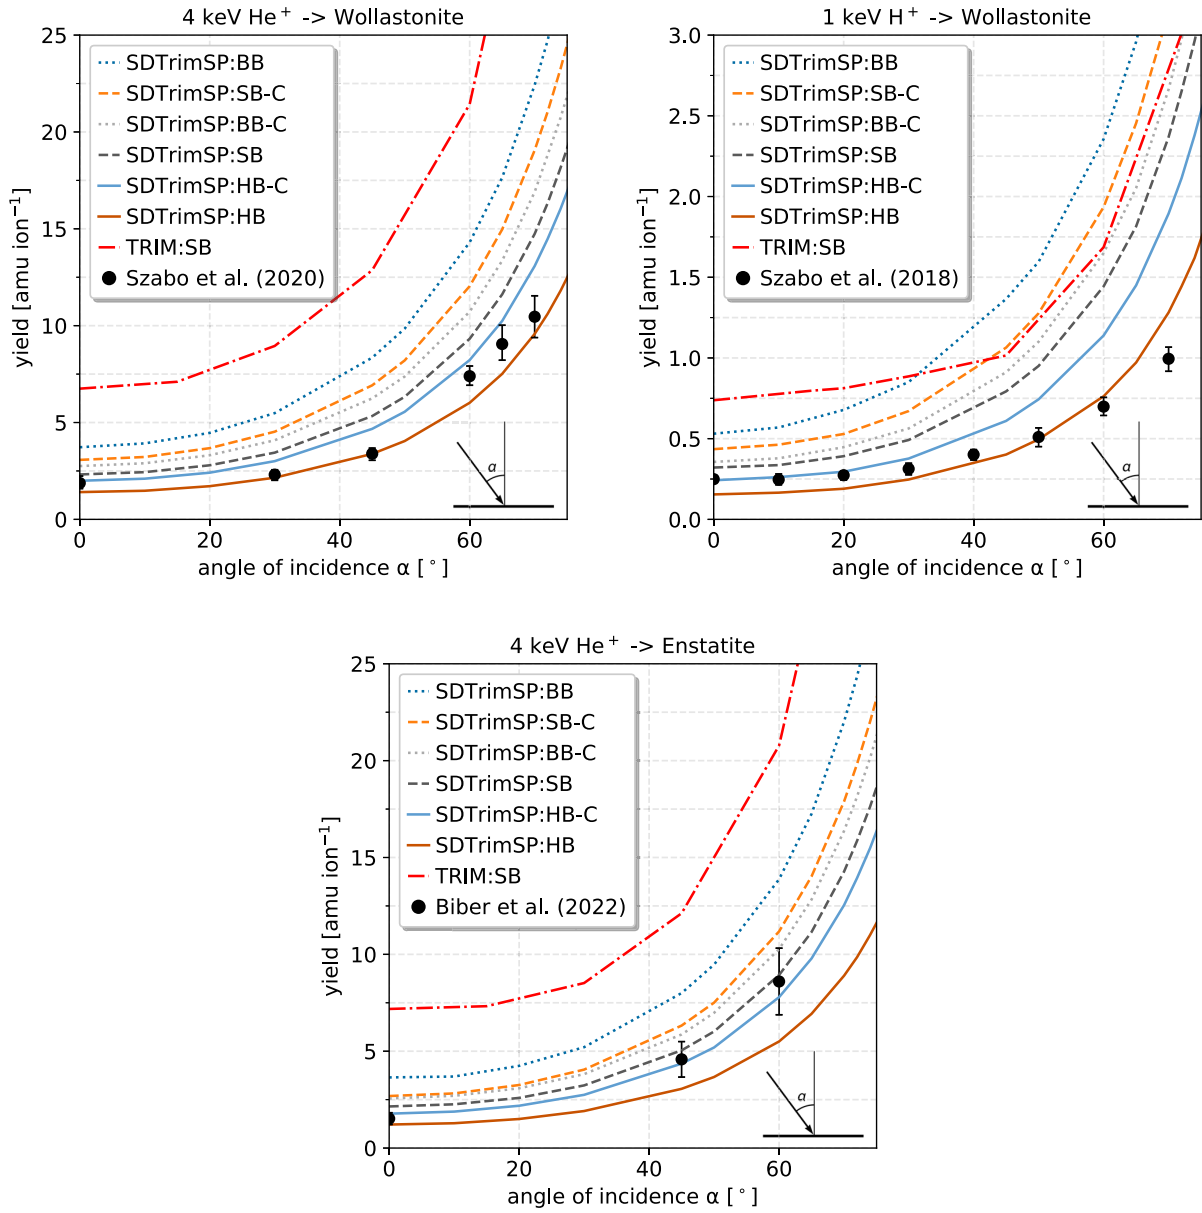 4 keV He⁺ -> Wollastonite
yield [amu ion⁻¹]
25
20
15
10
5
0
SDTrimSP:BB
SDTrimSP:SB-C
SDTrimSP:BB-C
SDTrimSP:SB
SDTrimSP:HB-C
SDTrimSP:HB
TRIM:SB
Szabo et al. (2020)
α
0 20 40 60
angle of incidence α [°]
1 keV H⁺ -> Wollastonite
yield [amu ion⁻¹]
3.0
2.5
2.0
1.5
1.0
0.5
0.0
SDTrimSP:BB
SDTrimSP:SB-C
SDTrimSP:BB-C
SDTrimSP:SB
SDTrimSP:HB-C
SDTrimSP:HB
TRIM:SB
Szabo et al. (2018)
α
0 20 40 60
angle of incidence α [°]
4 keV He⁺ -> Enstatite
yield [amu ion⁻¹]
25
20
15
10
5
0
SDTrimSP:BB
SDTrimSP:SB-C
SDTrimSP:BB-C
SDTrimSP:SB
SDTrimSP:HB-C
SDTrimSP:HB
TRIM:SB
Biber et al. (2022)
α
0 20 40 60
angle of incidence α [°]